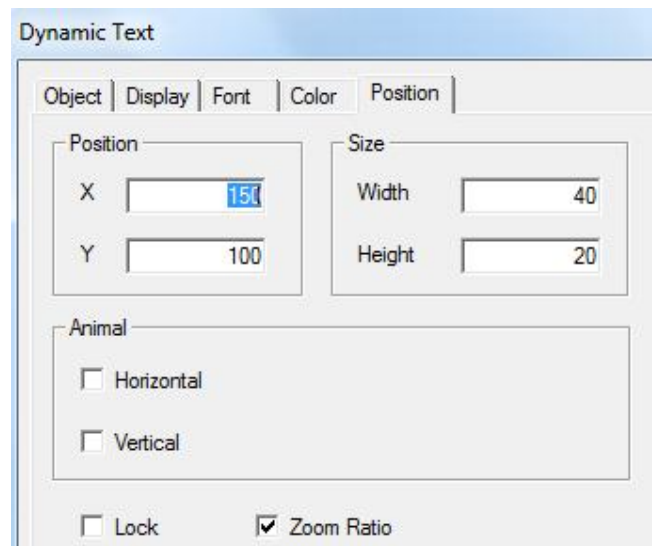 Dynamic Text
Object Display Font Color Position
Position
X 150
Y 100
Size
Width 40
Height 20
Animal
Horizontal
Vertical
Lock Zoom Ratio